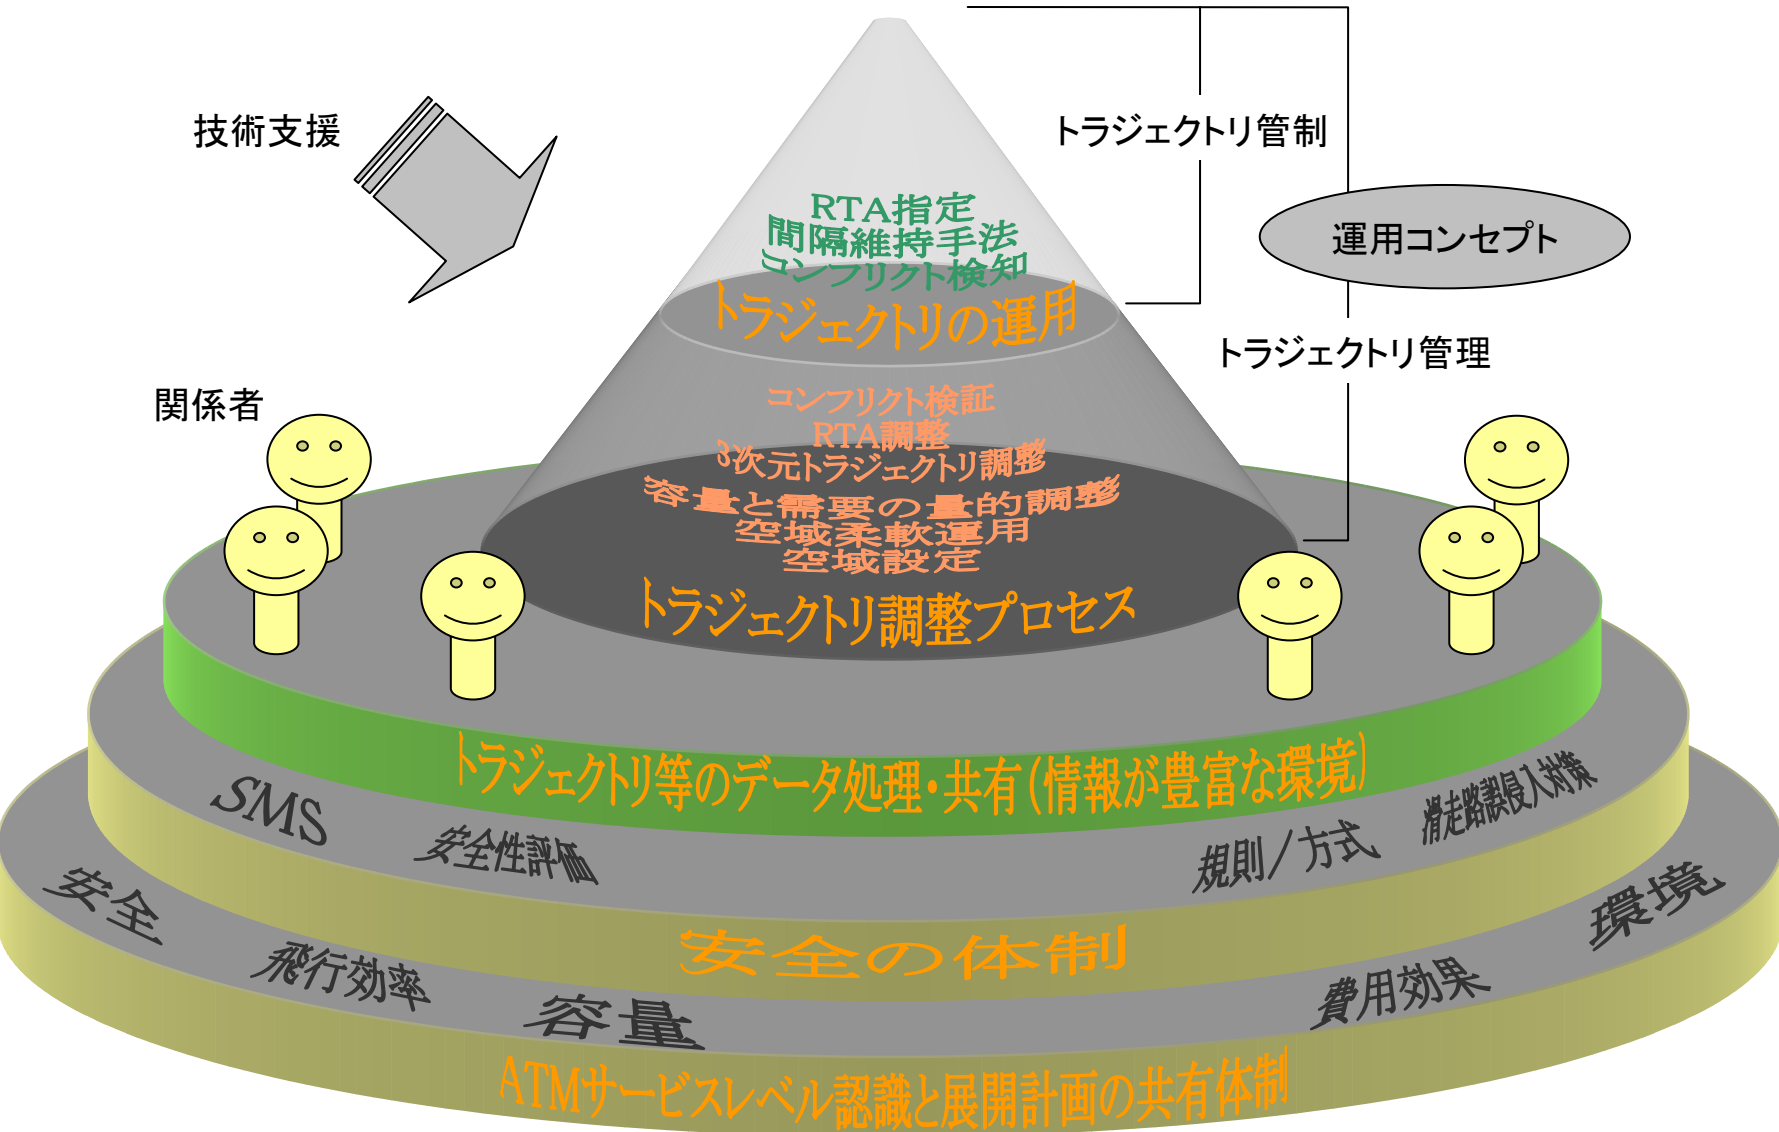 技術支援
トラジェクトリ管制
運用コンセプト
トラジェクトリ管理
関係者
RTA指定
間隔維持手法
コンフリクト検知
トラジェクトリの運用
コンフリクト検証
RTA調整
3次元トラジェクトリ調整
容量と需要の量的調整
空域柔軟運用
空域設定
トラジェクトリ調整プロセス
トラジェクトリ等のデータ処理・共有(情報が豊富な環境)
SMS
安全性評価
規則/方式
滑走路誤侵入対策
安全の体制
安全
飛行効率
容量
費用効果
環境
ATMサービスレベル認識と展開計画の共有体制